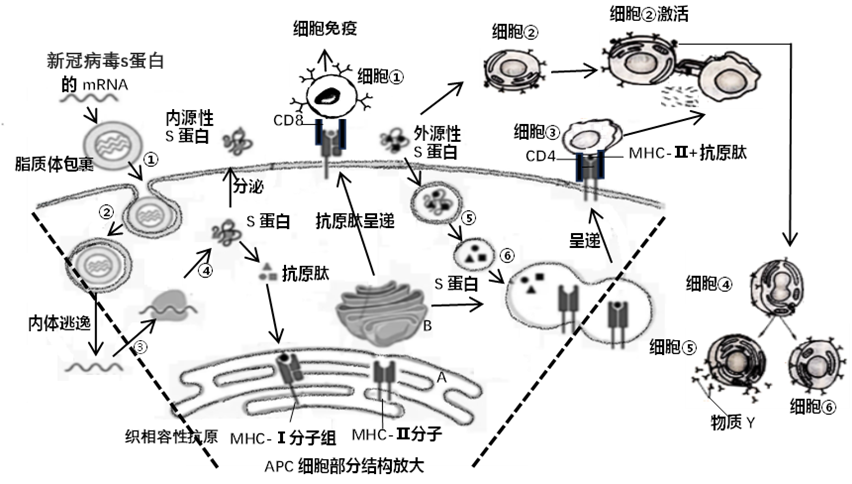 新冠病毒s蛋白
的 mRNA
脂质体包裹
①
②
内体逃逸
③
④
内源性
S 蛋白
分泌
S 蛋白
抗原肽
细胞免疫
细胞①
CD8
抗原肽呈递
外源性
S 蛋白
⑤
⑥
S 蛋白
B
A
细胞②
细胞②激活
细胞③
CD4
MHC-Ⅱ+抗原肽
呈递
细胞④
细胞⑤
细胞⑥
物质 Y
织相容性抗原
MHC-Ⅰ分子组
MHC-Ⅱ分子
APC 细胞部分结构放大